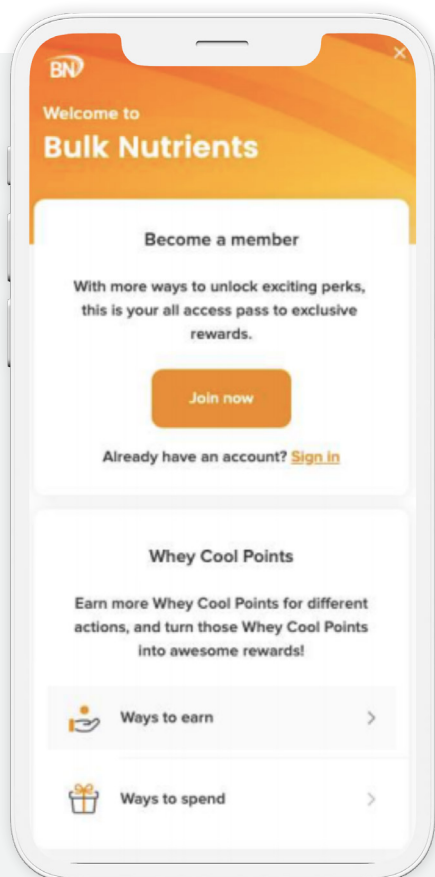 BN
Welcome to
Bulk Nutrients
Become a member
With more ways to unlock exciting perks,
this is your all access pass to exclusive
rewards.
Join now
Already have an account? Sign in
Whey Cool Points
Earn more Whey Cool Points for different
actions, and turn those Whey Cool Points
into awesome rewards!
Ways to earn
Ways to spend